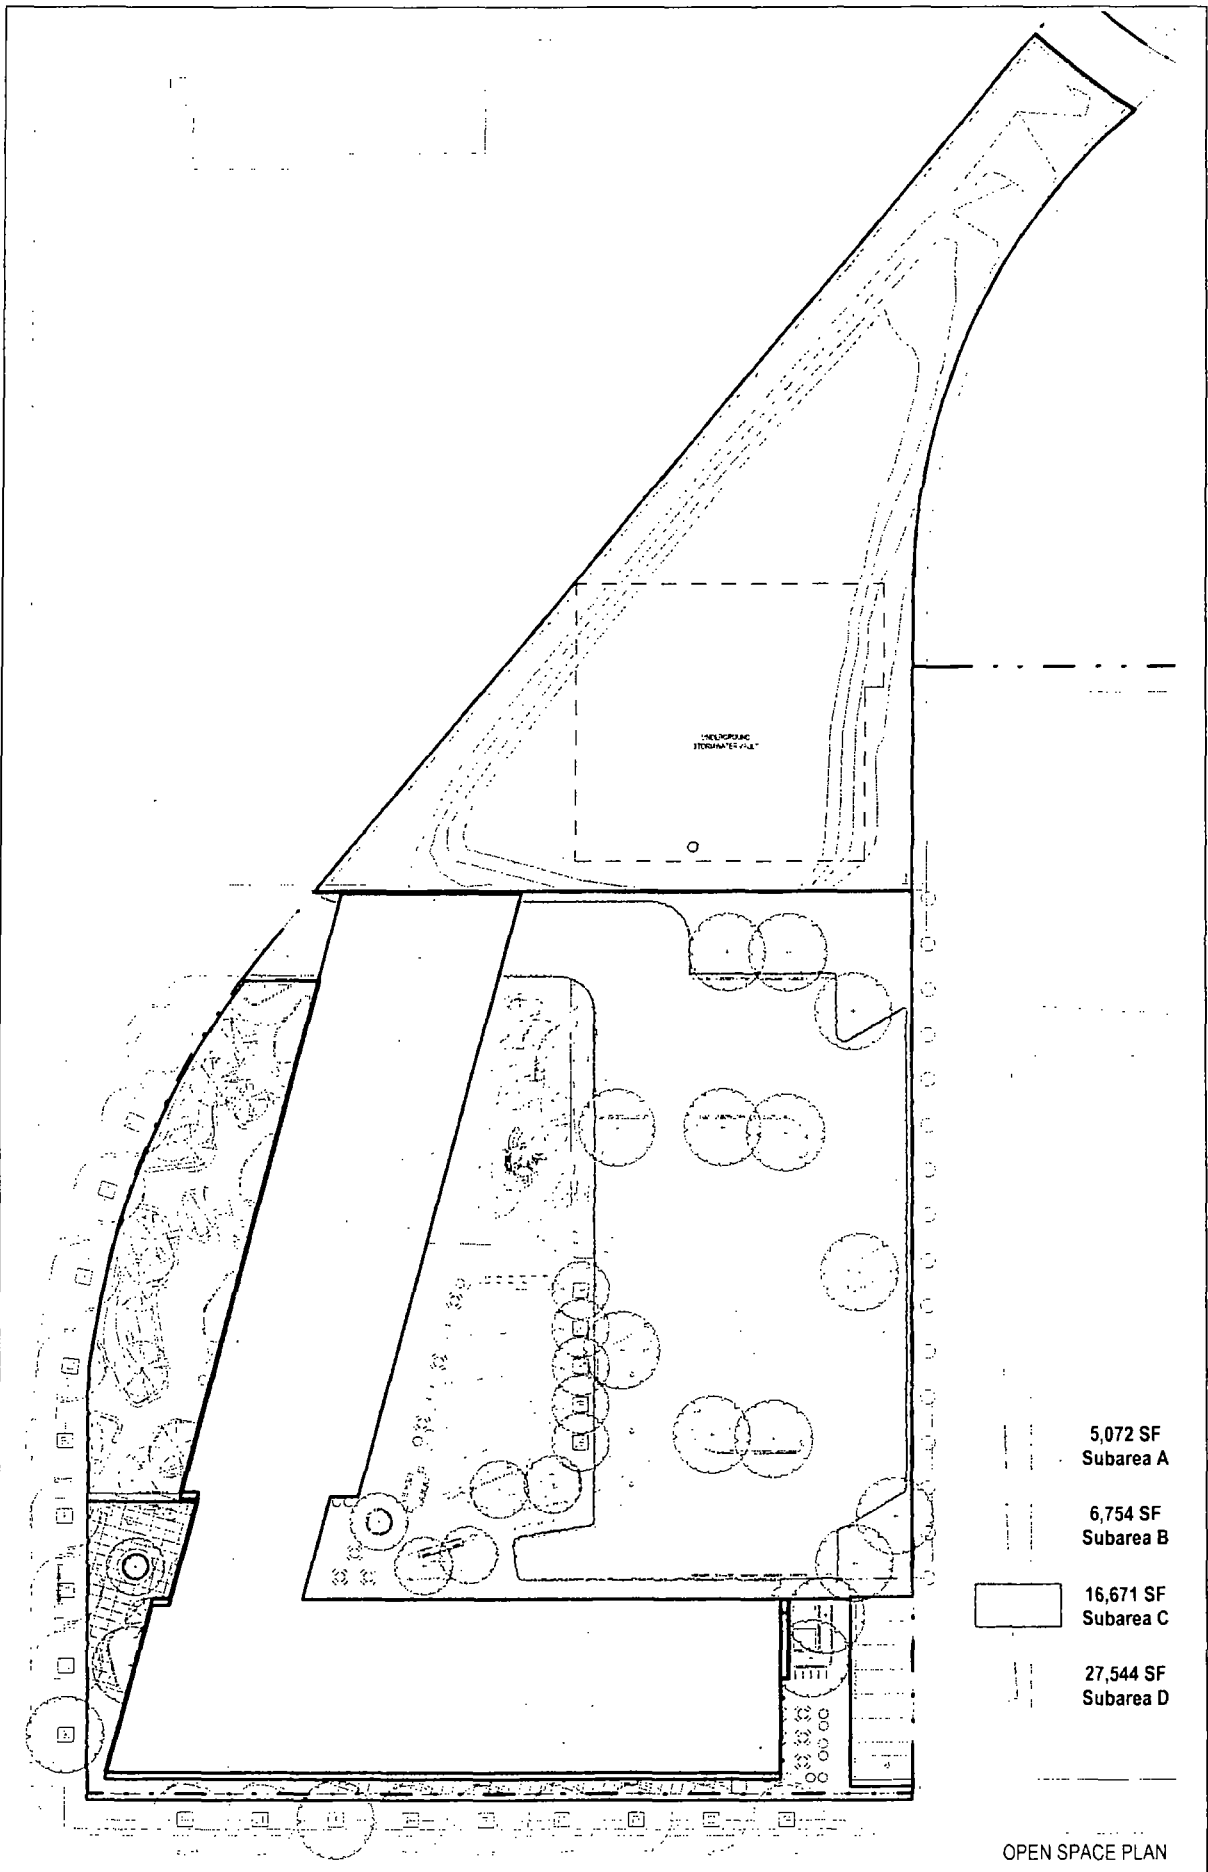 UNDERGROUND
STORMWATER VAULT
5,072 SF
Subarea A
6,754 SF
Subarea B
16,671 SF
Subarea C
27,544 SF
Subarea D
OPEN SPACE PLAN